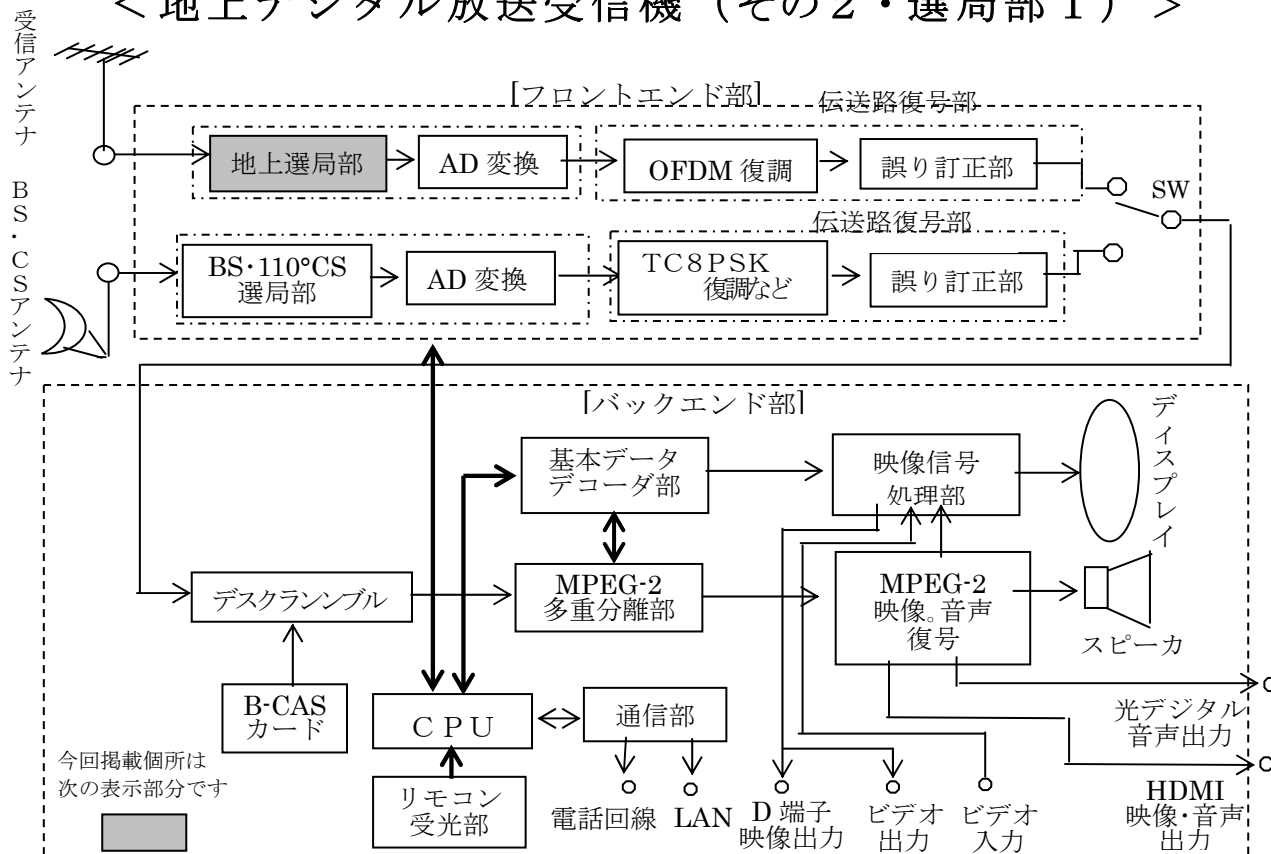 ＜地上デジタル放送受信機（その２・選局部１）＞
受信アンテナ
[フロントエンド部]
伝送路復号部
地上選局部
AD 変換
OFDM 復調
誤り訂正部
SW
BS・CSアンテナ
伝送路復号部
BS・110°CS
選局部
AD 変換
ＴＣ８ＰＳＫ
復調など
誤り訂正部
[バックエンド部]
基本データ
デコーダ部
映像信号
処理部
ディスプレイ
デスクランンブル
MPEG-2
多重分離部
MPEG-2
映像。音声
復号
スピーカ
B-CAS
カード
ＣＰＵ
通信部
光デジタル
音声出力
今回掲載個所は
次の表示部分です
リモコン
受光部
電話回線
LAN
D 端子
映像出力
ビデオ
出力
ビデオ
入力
HDMI
映像・音声
出力